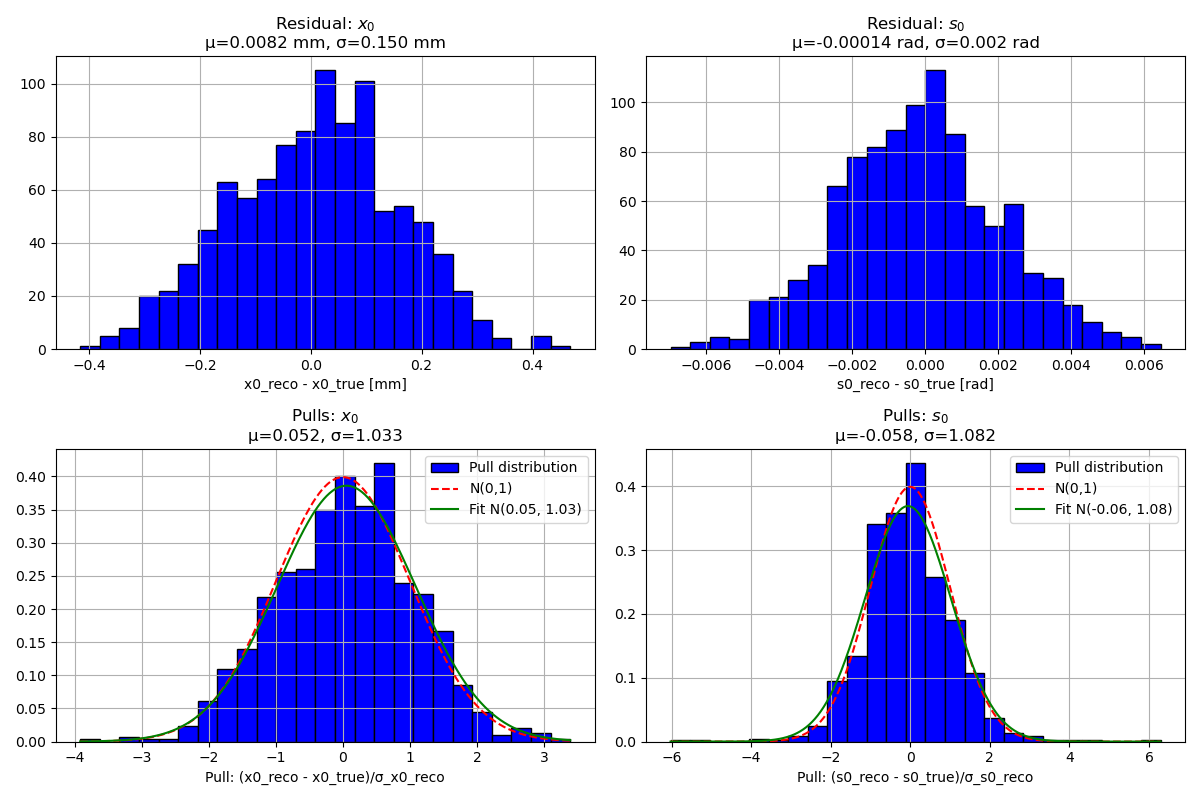 Residual: x0
μ=0.0082 mm, σ=0.150 mm
100
80
60
40
20
0
−0.4 −0.2 0.0 0.2 0.4
x0_reco - x0_true [mm]
Residual: s0
μ=-0.00014 rad, σ=0.002 rad
100
80
60
40
20
0
−0.006 −0.004 −0.002 0.000 0.002 0.004 0.006
s0_reco - s0_true [rad]
Pulls: x0
μ=0.052, σ=1.033
Pull distribution
N(0,1)
Fit N(0.05, 1.03)
0.40
0.35
0.30
0.25
0.20
0.15
0.10
0.05
0.00
−4 −3 −2 −1 0 1 2 3
Pull: (x0_reco - x0_true)/σ_x0_reco
Pulls: s0
μ=-0.058, σ=1.082
Pull distribution
N(0,1)
Fit N(-0.06, 1.08)
0.4
0.3
0.2
0.1
0.0
−6 −4 −2 0 2 4 6
Pull: (s0_reco - s0_true)/σ_s0_reco